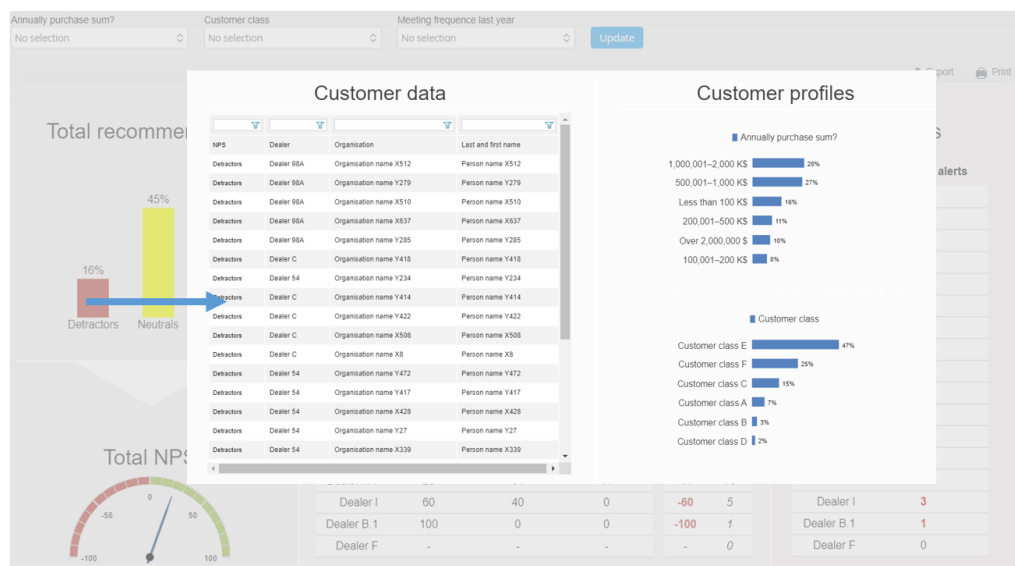 Annually purchase sum? Customer class Meeting frequence last year
No selection No selection No selection Update
Export Print
Customer data Customer profiles
Total recomme
NPS Dealer Organisation Last and first name
Detractors Dealer 98A Organisation name X512 Person name X512
Detractors Dealer 98A Organisation name Y279 Person name Y279
Detractors Dealer 98A Organisation name X510 Person name X510
Detractors Dealer 98A Organisation name X637 Person name X637
Detractors Dealer 98A Organisation name Y285 Person name Y285
Detractors Dealer C Organisation name Y418 Person name Y418
Detractors Dealer 54 Organisation name Y234 Person name Y234
Detractors Dealer C Organisation name Y414 Person name Y414
Detractors Dealer C Organisation name Y422 Person name Y422
Detractors Dealer C Organisation name X508 Person name X508
Detractors Dealer C Organisation name X8 Person name X8
Detractors Dealer 54 Organisation name Y472 Person name Y472
Detractors Dealer 54 Organisation name Y417 Person name Y417
Detractors Dealer 54 Organisation name X428 Person name X428
Detractors Dealer 54 Organisation name Y27 Person name Y27
Detractors Dealer 54 Organisation name X339 Person name X339
Annually purchase sum?
1,000,001–2,000 K$ 28%
500,001–1,000 K$ 27%
Less than 100 K$ 16%
200,001–500 K$ 11%
Over 2,000,000 $ 10%
100,001–200 K$ 8%
Customer class
Customer class E 47%
Customer class F 25%
Customer class C 15%
Customer class A 7%
Customer class B 3%
Customer class D 2%
alerts
45%
16%
Detractors Neutrals
Total NPS
-100 -50 0 50 100
Dealer I 60 40 0 -60 5
Dealer B.1 100 0 0 -100 1
Dealer F - - - - 0
Dealer I 3
Dealer B.1 1
Dealer F 0